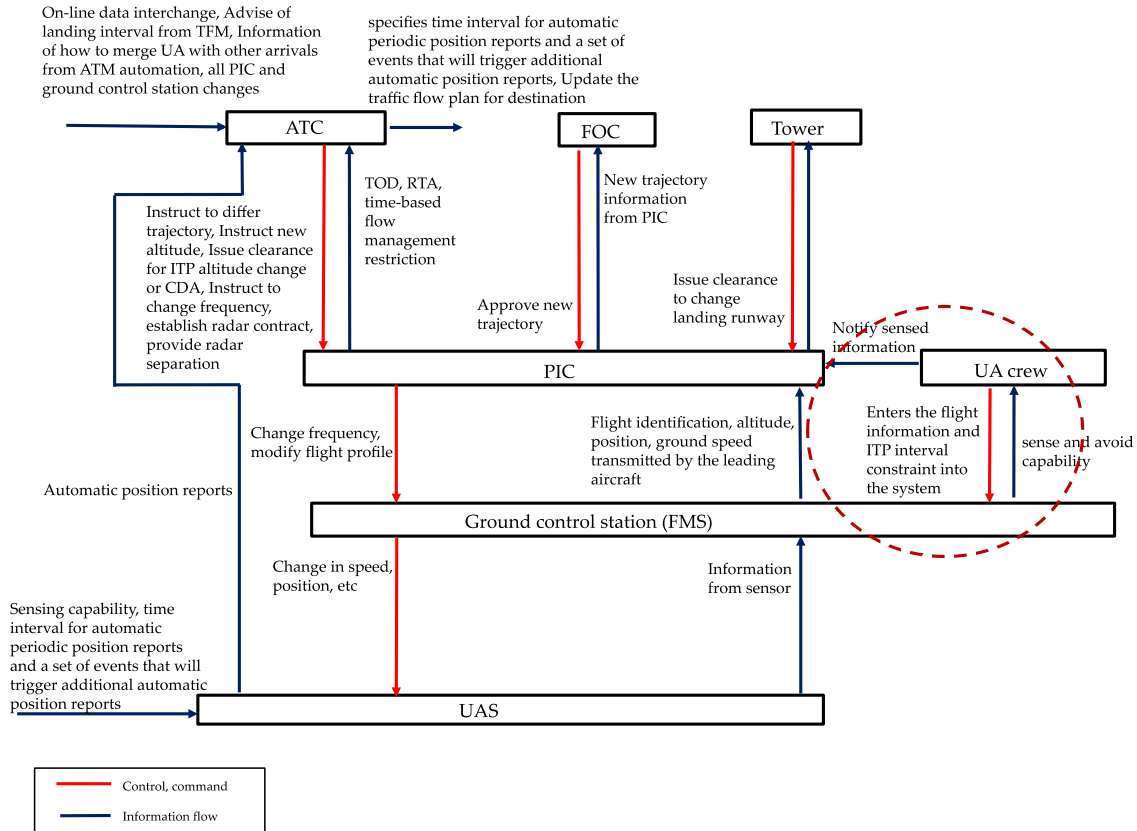 On-line data interchange, Advise of
landing interval from TFM, Information
of how to merge UA with other arrivals
from ATM automation, all PIC and
ground control station changes
specifies time interval for automatic
periodic position reports and a set of
events that will trigger additional
automatic position reports, Update the
traffic flow plan for destination
ATC
FOC
Tower
Instruct to differ
trajectory, Instruct new
altitude, Issue clearance
for ITP altitude change
or CDA, Instruct to
change frequency,
establish radar contract,
provide radar
separation
TOD, RTA,
time-based
flow
management
restriction
New trajectory
information
from PIC
Approve new
trajectory
Issue clearance
to change
landing runway
Notify sensed
information
PIC
UA crew
Change frequency,
modify flight profile
Flight identification, altitude,
position, ground speed
transmitted by the leading
aircraft
Enters the flight
information and
ITP interval
constraint into
the system
sense and avoid
capability
Automatic position reports
Ground control station (FMS)
Change in speed,
position, etc
Information
from sensor
Sensing capability, time
interval for automatic
periodic position reports
and a set of events that will
trigger additional automatic
position reports
UAS
Control, command
Information flow